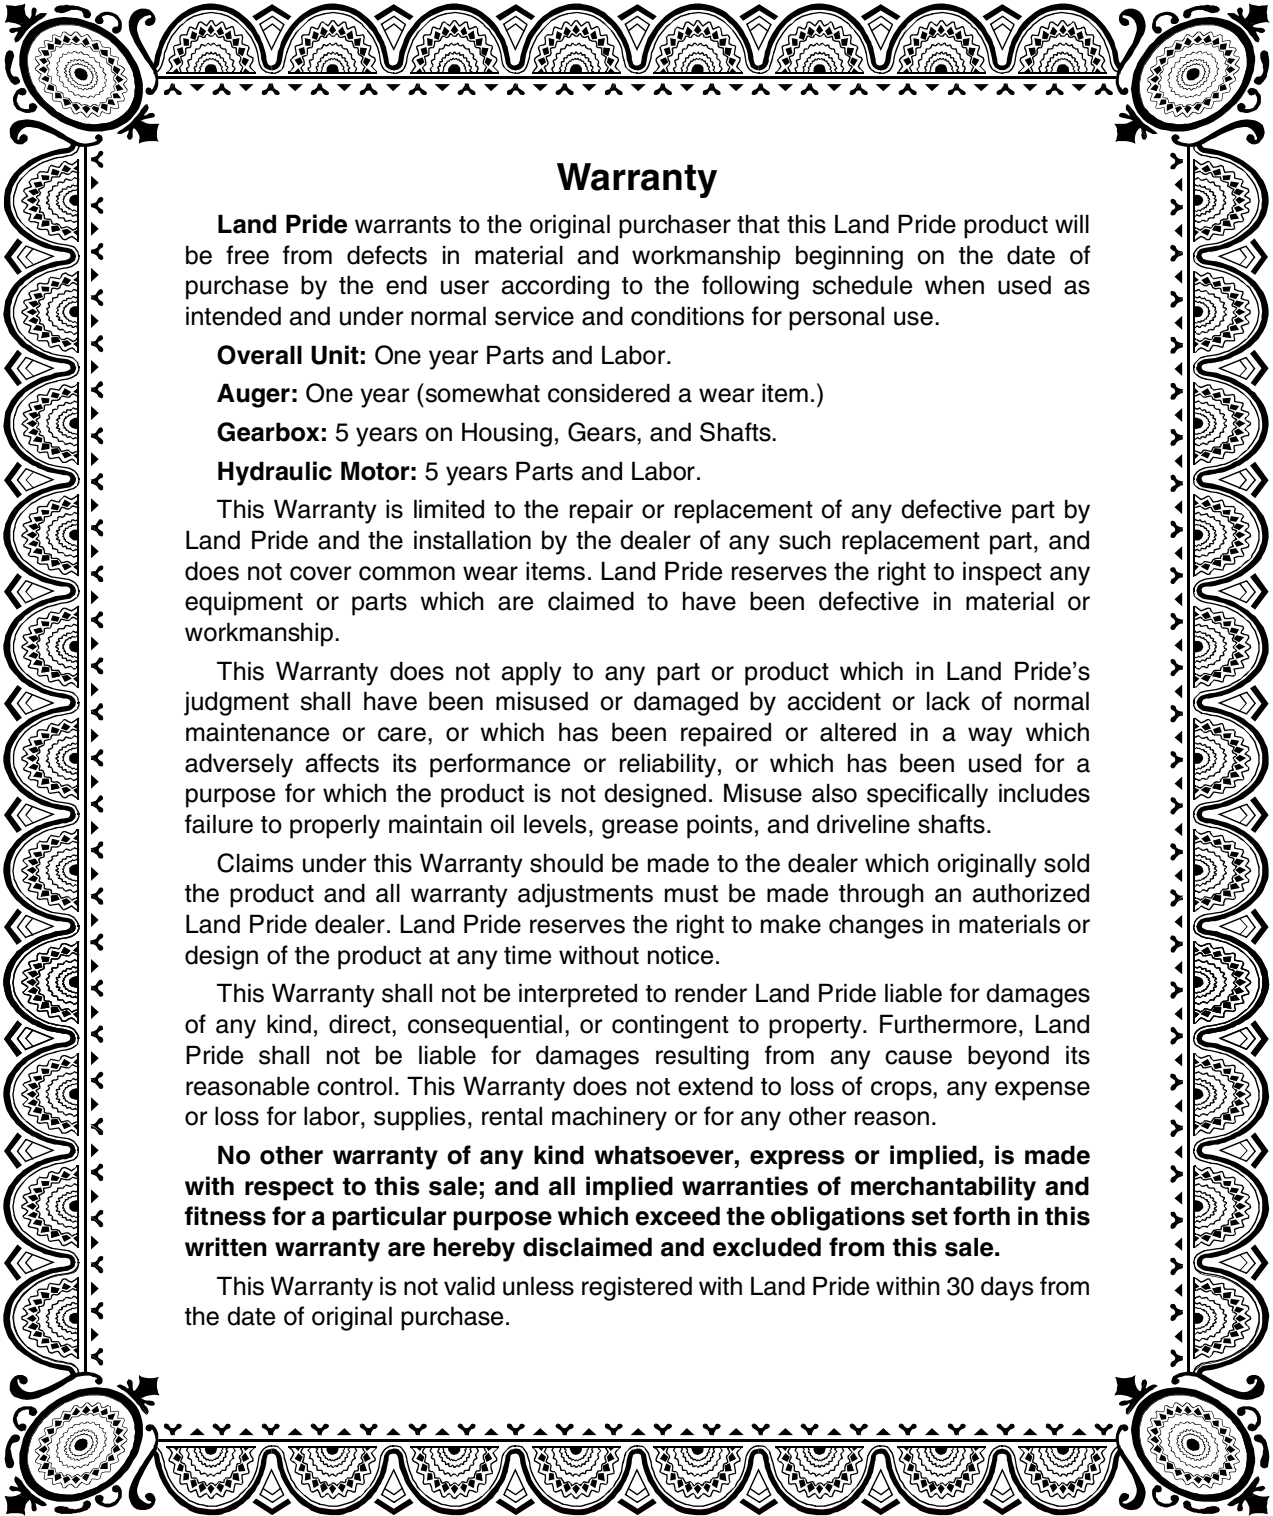 Warranty
Land Pride warrants to the original purchaser that this Land Pride product will
be free from defects in material and workmanship beginning on the date of
purchase by the end user according to the following schedule when used as
intended and under normal service and conditions for personal use.
Overall Unit: One year Parts and Labor.
Auger: One year (somewhat considered a wear item.)
Gearbox: 5 years on Housing, Gears, and Shafts.
Hydraulic Motor: 5 years Parts and Labor.
This Warranty is limited to the repair or replacement of any defective part by
Land Pride and the installation by the dealer of any such replacement part, and
does not cover common wear items. Land Pride reserves the right to inspect any
equipment or parts which are claimed to have been defective in material or
workmanship.
This Warranty does not apply to any part or product which in Land Pride’s
judgment shall have been misused or damaged by accident or lack of normal
maintenance or care, or which has been repaired or altered in a way which
adversely affects its performance or reliability, or which has been used for a
purpose for which the product is not designed. Misuse also specifically includes
failure to properly maintain oil levels, grease points, and driveline shafts.
Claims under this Warranty should be made to the dealer which originally sold
the product and all warranty adjustments must be made through an authorized
Land Pride dealer. Land Pride reserves the right to make changes in materials or
design of the product at any time without notice.
This Warranty shall not be interpreted to render Land Pride liable for damages
of any kind, direct, consequential, or contingent to property. Furthermore, Land
Pride shall not be liable for damages resulting from any cause beyond its
reasonable control. This Warranty does not extend to loss of crops, any expense
or loss for labor, supplies, rental machinery or for any other reason.
No other warranty of any kind whatsoever, express or implied, is made
with respect to this sale; and all implied warranties of merchantability and
fitness for a particular purpose which exceed the obligations set forth in this
written warranty are hereby disclaimed and excluded from this sale.
This Warranty is not valid unless registered with Land Pride within 30 days from
the date of original purchase.